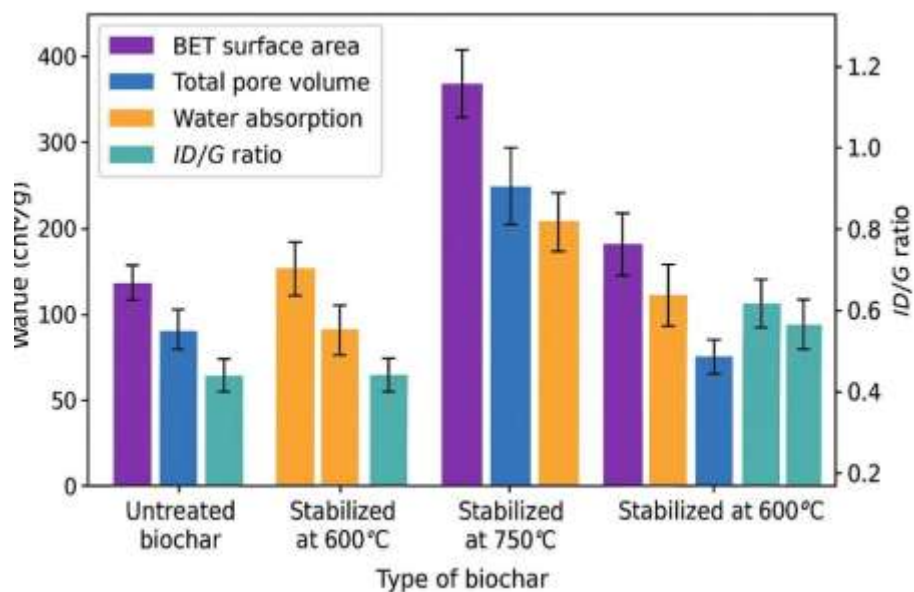 BET surface area
Total pore volume
Water absorption
ID/G ratio
400
300
200
100
50
0
1.2
1.0
0.8
0.6
0.4
0.2
ID/G ratio
Untreated
biochar
Stabilized
at 600°C
Stabilized
at 750°C
Stabilized at 600°C
Type of biochar